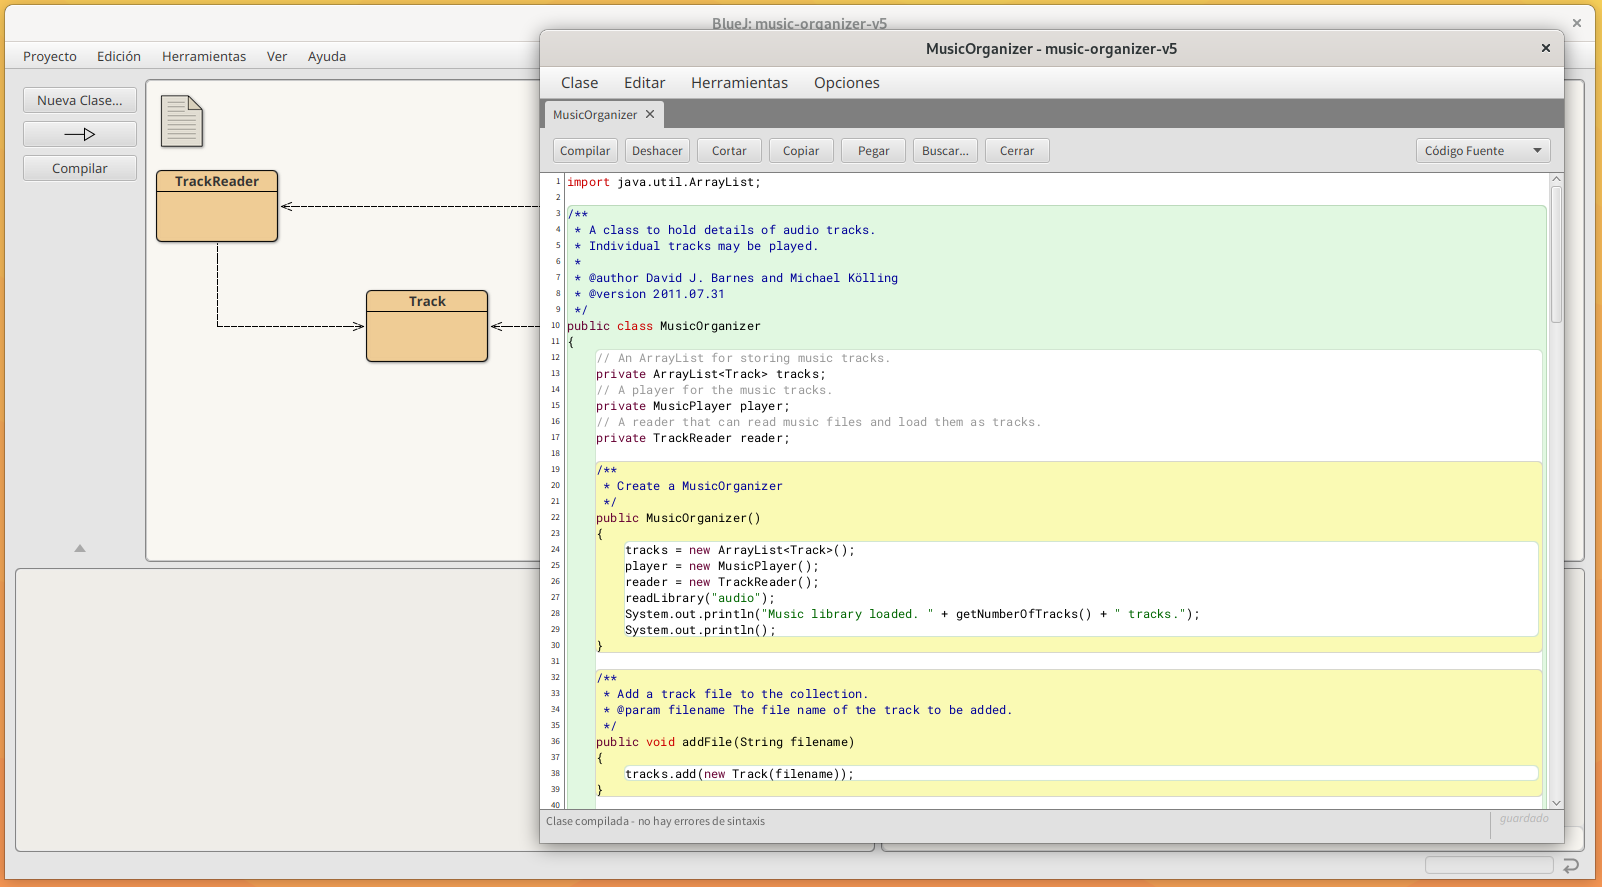 BlueJ: music-organizer-v5
Proyecto Edición Herramientas Ver Ayuda
Nueva Clase...
Compilar
TrackReader
Track
MusicOrganizer - music-organizer-v5
Clase Editar Herramientas Opciones
MusicOrganizer
Compilar Deshacer Cortar Copiar Pegar Buscar... Cerrar Código Fuente
1 import java.util.ArrayList;
2
3 /**
4 * A class to hold details of audio tracks.
5 * Individual tracks may be played.
6 *
7 * @author David J. Barnes and Michael Kölling
8 * @version 2011.07.31
9 */
10 public class MusicOrganizer
11 {
12 // An ArrayList for storing music tracks.
13 private ArrayList<Track> tracks;
14 // A player for the music tracks.
15 private MusicPlayer player;
16 // A reader that can read music files and load them as tracks.
17 private TrackReader reader;
18
19 /**
20 * Create a MusicOrganizer
21 */
22 public MusicOrganizer()
23 {
24 tracks = new ArrayList<Track>();
25 player = new MusicPlayer();
26 reader = new TrackReader();
27 readLibrary("audio");
28 System.out.println("Music library loaded. " + getNumberOfTracks() + " tracks.");
29 System.out.println();
30 }
31
32 /**
33 * Add a track file to the collection.
34 * @param filename The file name of the track to be added.
35 */
36 public void addFile(String filename)
37 {
38 tracks.add(new Track(filename));
39 }
40
Clase compilada - no hay errores de sintaxis
guardado